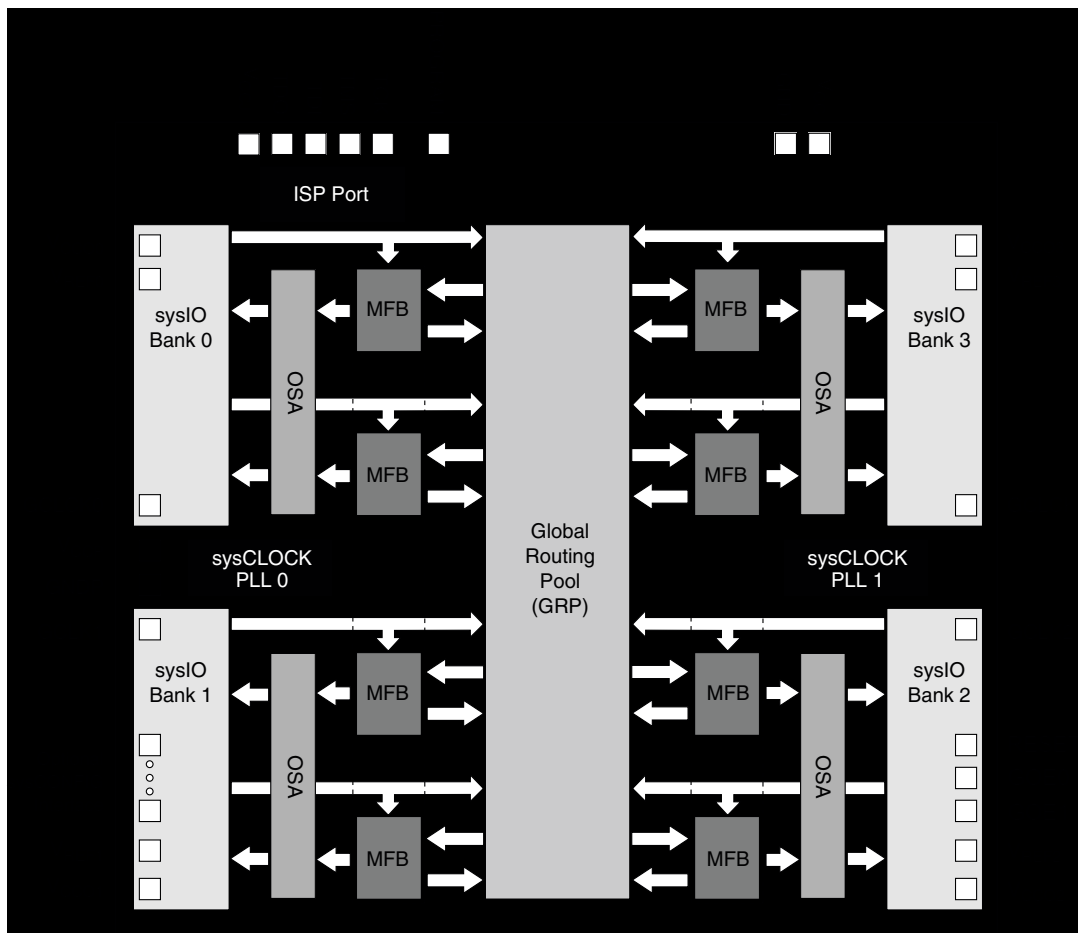 ISP Port
sysIO
Bank 0
OSA
MFB
MFB
MFB
OSA
sysIO
Bank 3
MFB
MFB
sysCLOCK
PLL 0
Global
Routing
Pool
(GRP)
sysCLOCK
PLL 1
sysIO
Bank 1
OSA
MFB
MFB
OSA
sysIO
Bank 2
MFB
MFB